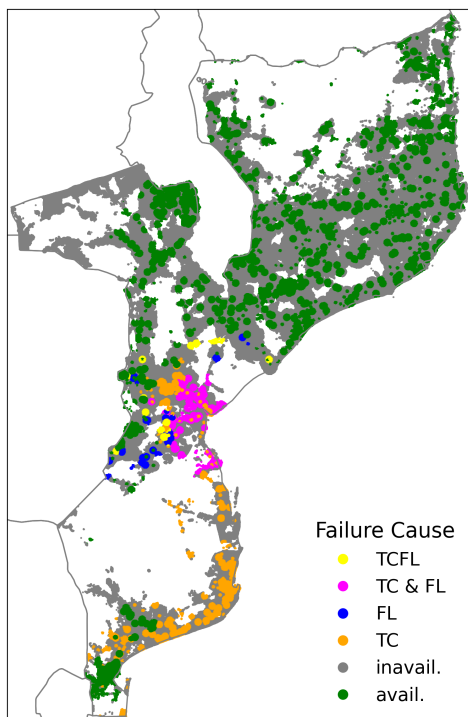 Failure Cause
TCFL
TC & FL
FL
TC
inavail.
avail.